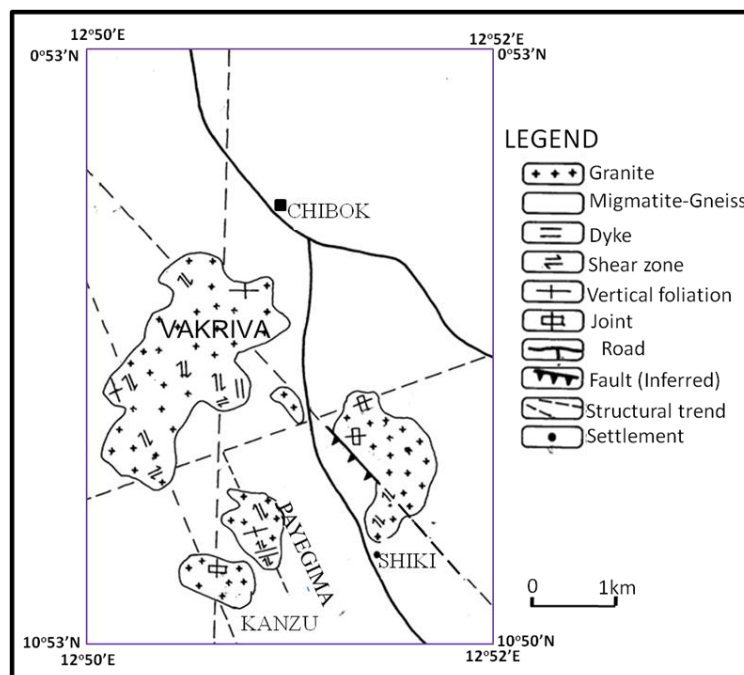 12°50'E
12°52'E
0°53'N
0°53'N
CHIBOK
VAKRIVA
PAYEGIMA
SHIKI
KANZU
10°53'N
10°50'N
12°50'E
12°52'E
LEGEND
Granite
Migmatite-Gneiss
Dyke
Shear zone
Vertical foliation
Joint
Road
Fault (Inferred)
Structural trend
Settlement
0 1km